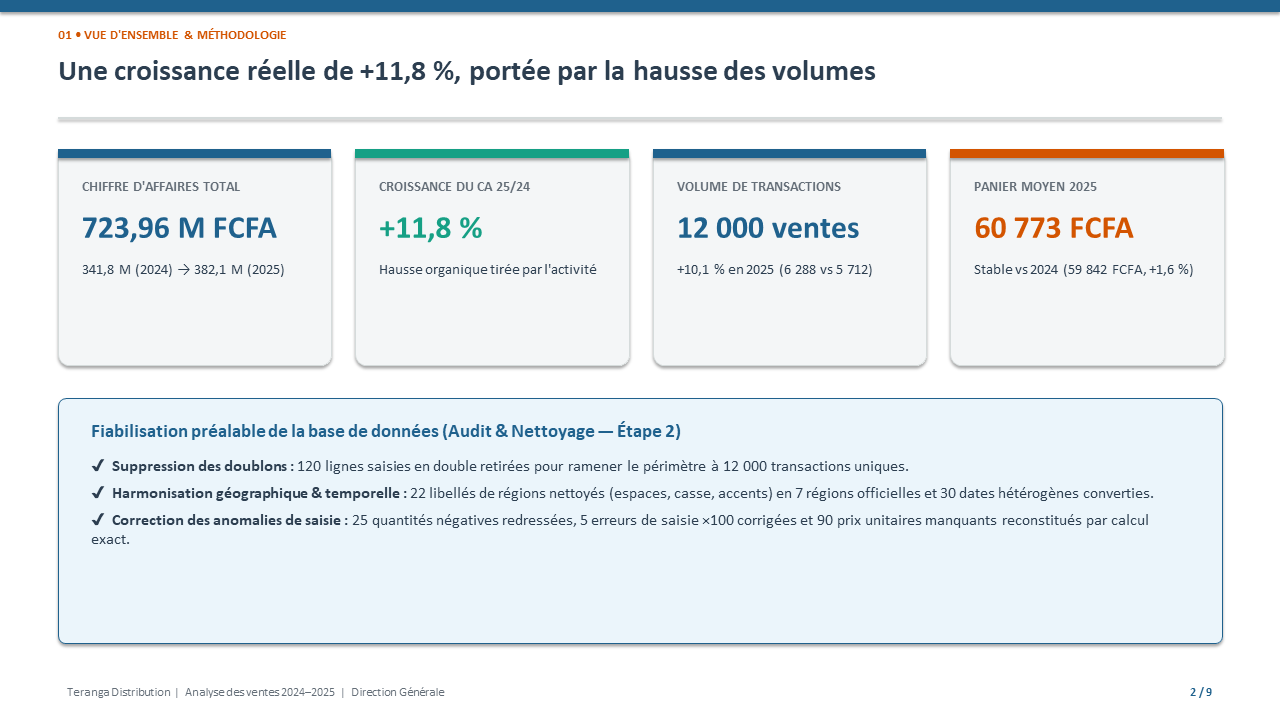 01 • VUE D'ENSEMBLE & MÉTHODOLOGIE
Une croissance réelle de +11,8 %, portée par la hausse des volumes
CHIFFRE D'AFFAIRES TOTAL
723,96 M FCFA
341,8 M (2024) → 382,1 M (2025)
CROISSANCE DU CA 25/24
+11,8 %
Hausse organique tirée par l'activité
VOLUME DE TRANSACTIONS
12 000 ventes
+10,1 % en 2025 (6 288 vs 5 712)
PANIER MOYEN 2025
60 773 FCFA
Stable vs 2024 (59 842 FCFA, +1,6 %)
Fiabilisation préalable de la base de données (Audit & Nettoyage — Étape 2)
✔ Suppression des doublons : 120 lignes saisies en double retirées pour ramener le périmètre à 12 000 transactions uniques.
✔ Harmonisation géographique & temporelle : 22 libellés de régions nettoyés (espaces, casse, accents) en 7 régions officielles et 30 dates hétérogènes converties.
✔ Correction des anomalies de saisie : 25 quantités négatives redressées, 5 erreurs de saisie ×100 corrigées et 90 prix unitaires manquants reconstitués par calcul
exact.
Teranga Distribution | Analyse des ventes 2024–2025 | Direction Générale
2 / 9